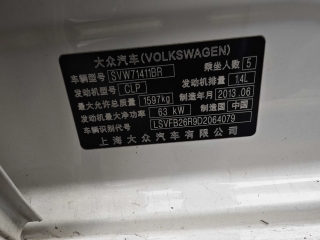 大众汽车(VOLKSWAGEN)
车辆型号 SVW71411BR 乘坐人数 5
发动机型号 CLP 发动机排量 1.4L
最大允许总质量 1597kg 制造年月 2013.06
发动机最大净功率 63 kW 制造国 中国
车辆识别代号 LSVFB26R9D2064079
上海大众汽车有限公司